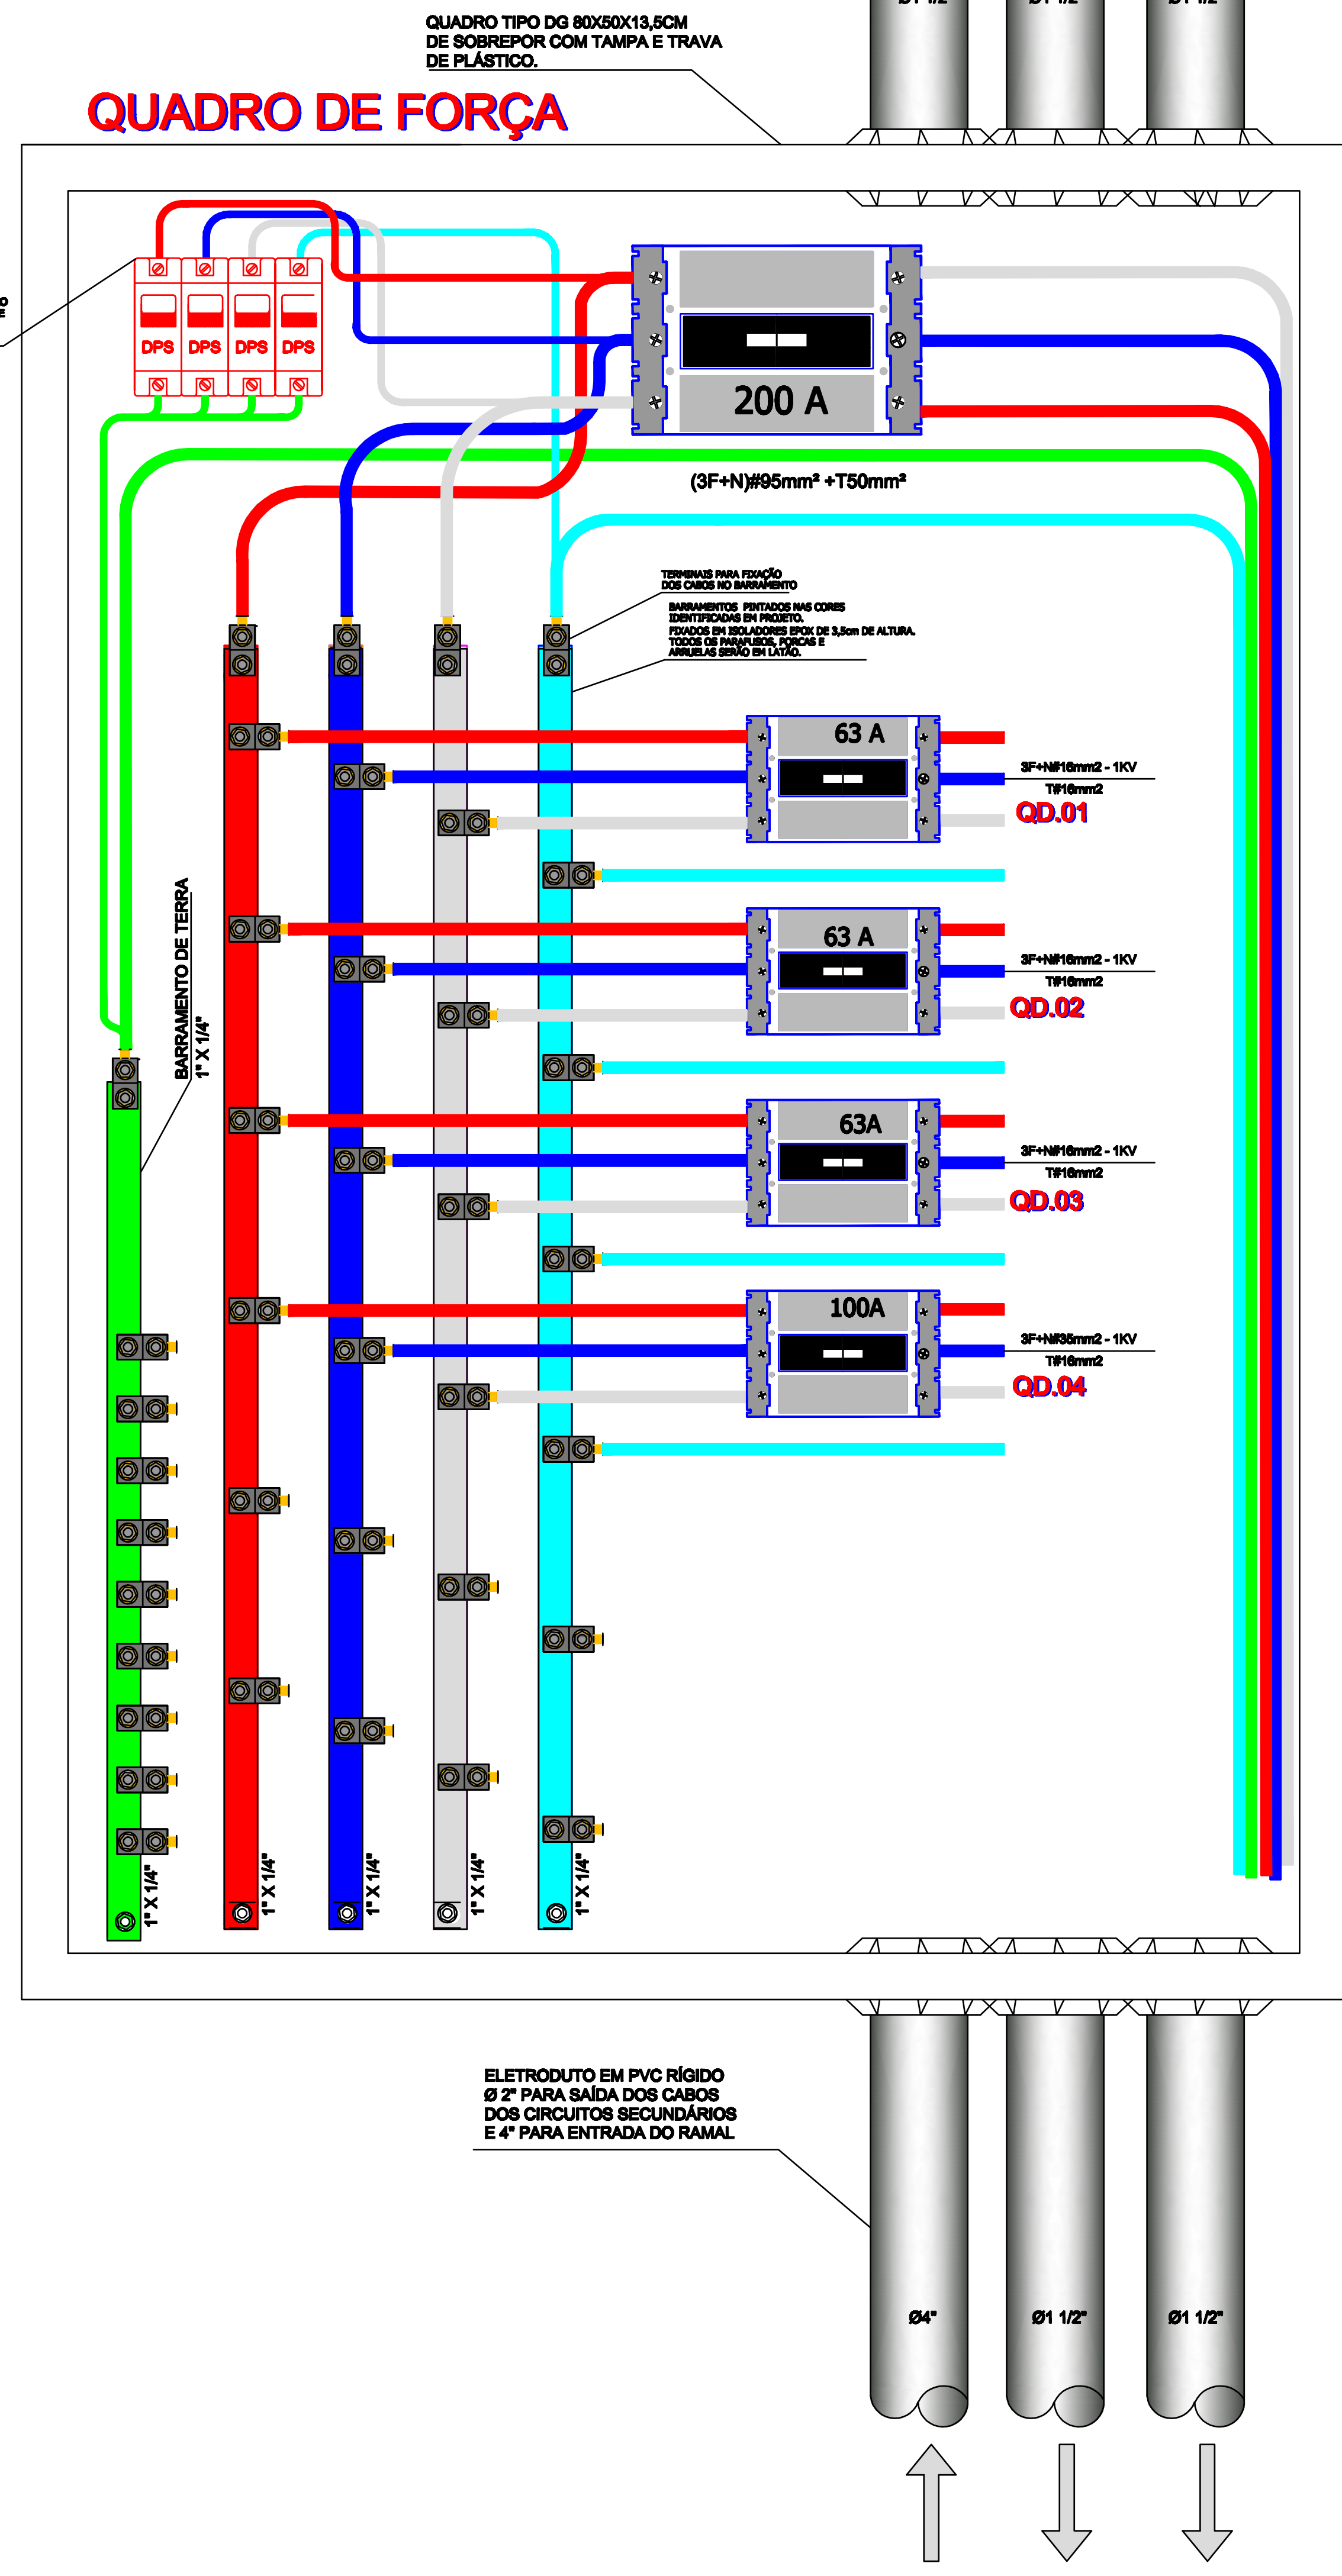 QUADRO TIPO DG 80X50X13,5CM
DE SOBREPOR COM TAMPA E TRAVA
DE PLÁSTICO.
QUADRO DE FORÇA
DPS DPS DPS DPS
200 A
(3F+N)#95mm² +T50mm²
TERMINAIS PARA FIXAÇÃO
DOS CABOS NO BARRAMENTO
BARRAMENTOS PINTADOS NAS CORES
IDENTIFICADAS EM PROJETO.
FIXADOS EM ISOLADORES EPOX DE 3,5cm DE ALTURA.
TODOS OS PARAFUSOS, PORCAS E
ARRUELAS SERÃO EM LATÃO.
63 A
3F+N#16mm2 - 1KV
T#16mm2
QD.01
63 A
3F+N#16mm2 - 1KV
T#16mm2
QD.02
BARRAMENTO DE TERRA
1" X 1/4"
63A
3F+N#16mm2 - 1KV
T#16mm2
QD.03
100A
3F+N#35mm2 - 1KV
T#16mm2
QD.04
1" X 1/4"
1" X 1/4"
1" X 1/4"
1" X 1/4"
1" X 1/4"
ELETRODUTO EM PVC RÍGIDO
Ø 2" PARA SAÍDA DOS CABOS
DOS CIRCUITOS SECUNDÁRIOS
E 4" PARA ENTRADA DO RAMAL
Ø4" Ø1 1/2" Ø1 1/2"